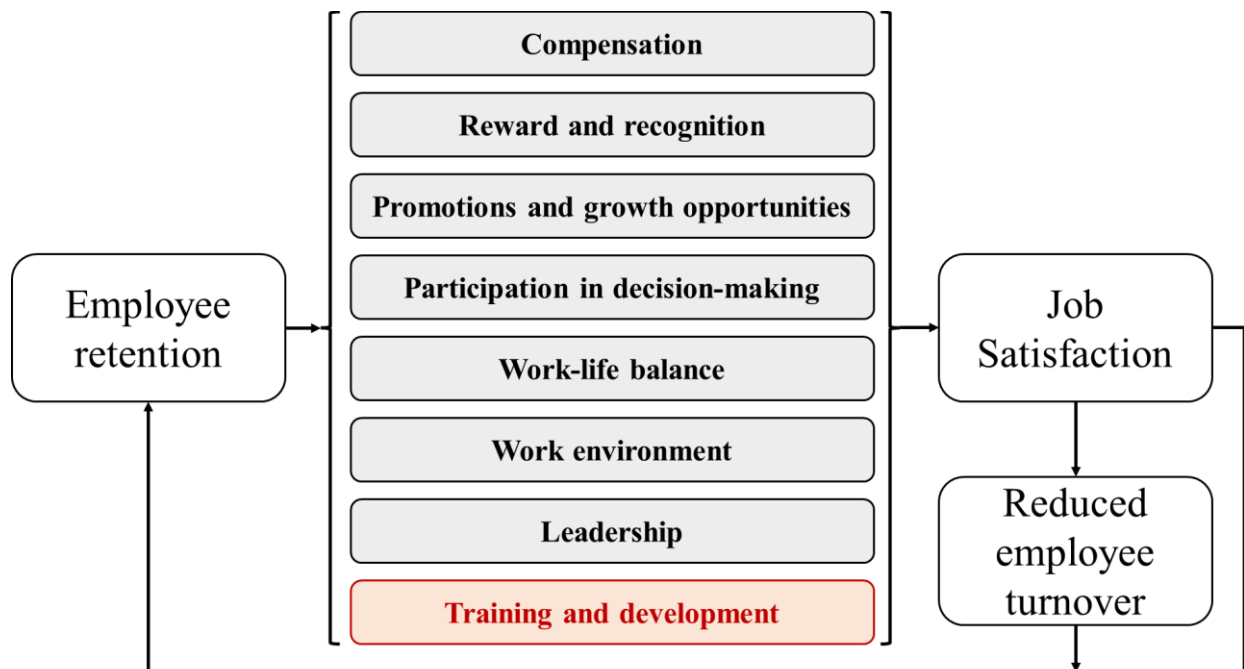 Compensation
Reward and recognition
Promotions and growth opportunities
Participation in decision-making
Work-life balance
Work environment
Leadership
Training and development
Employee
retention
Job
Satisfaction
Reduced
employee
turnover